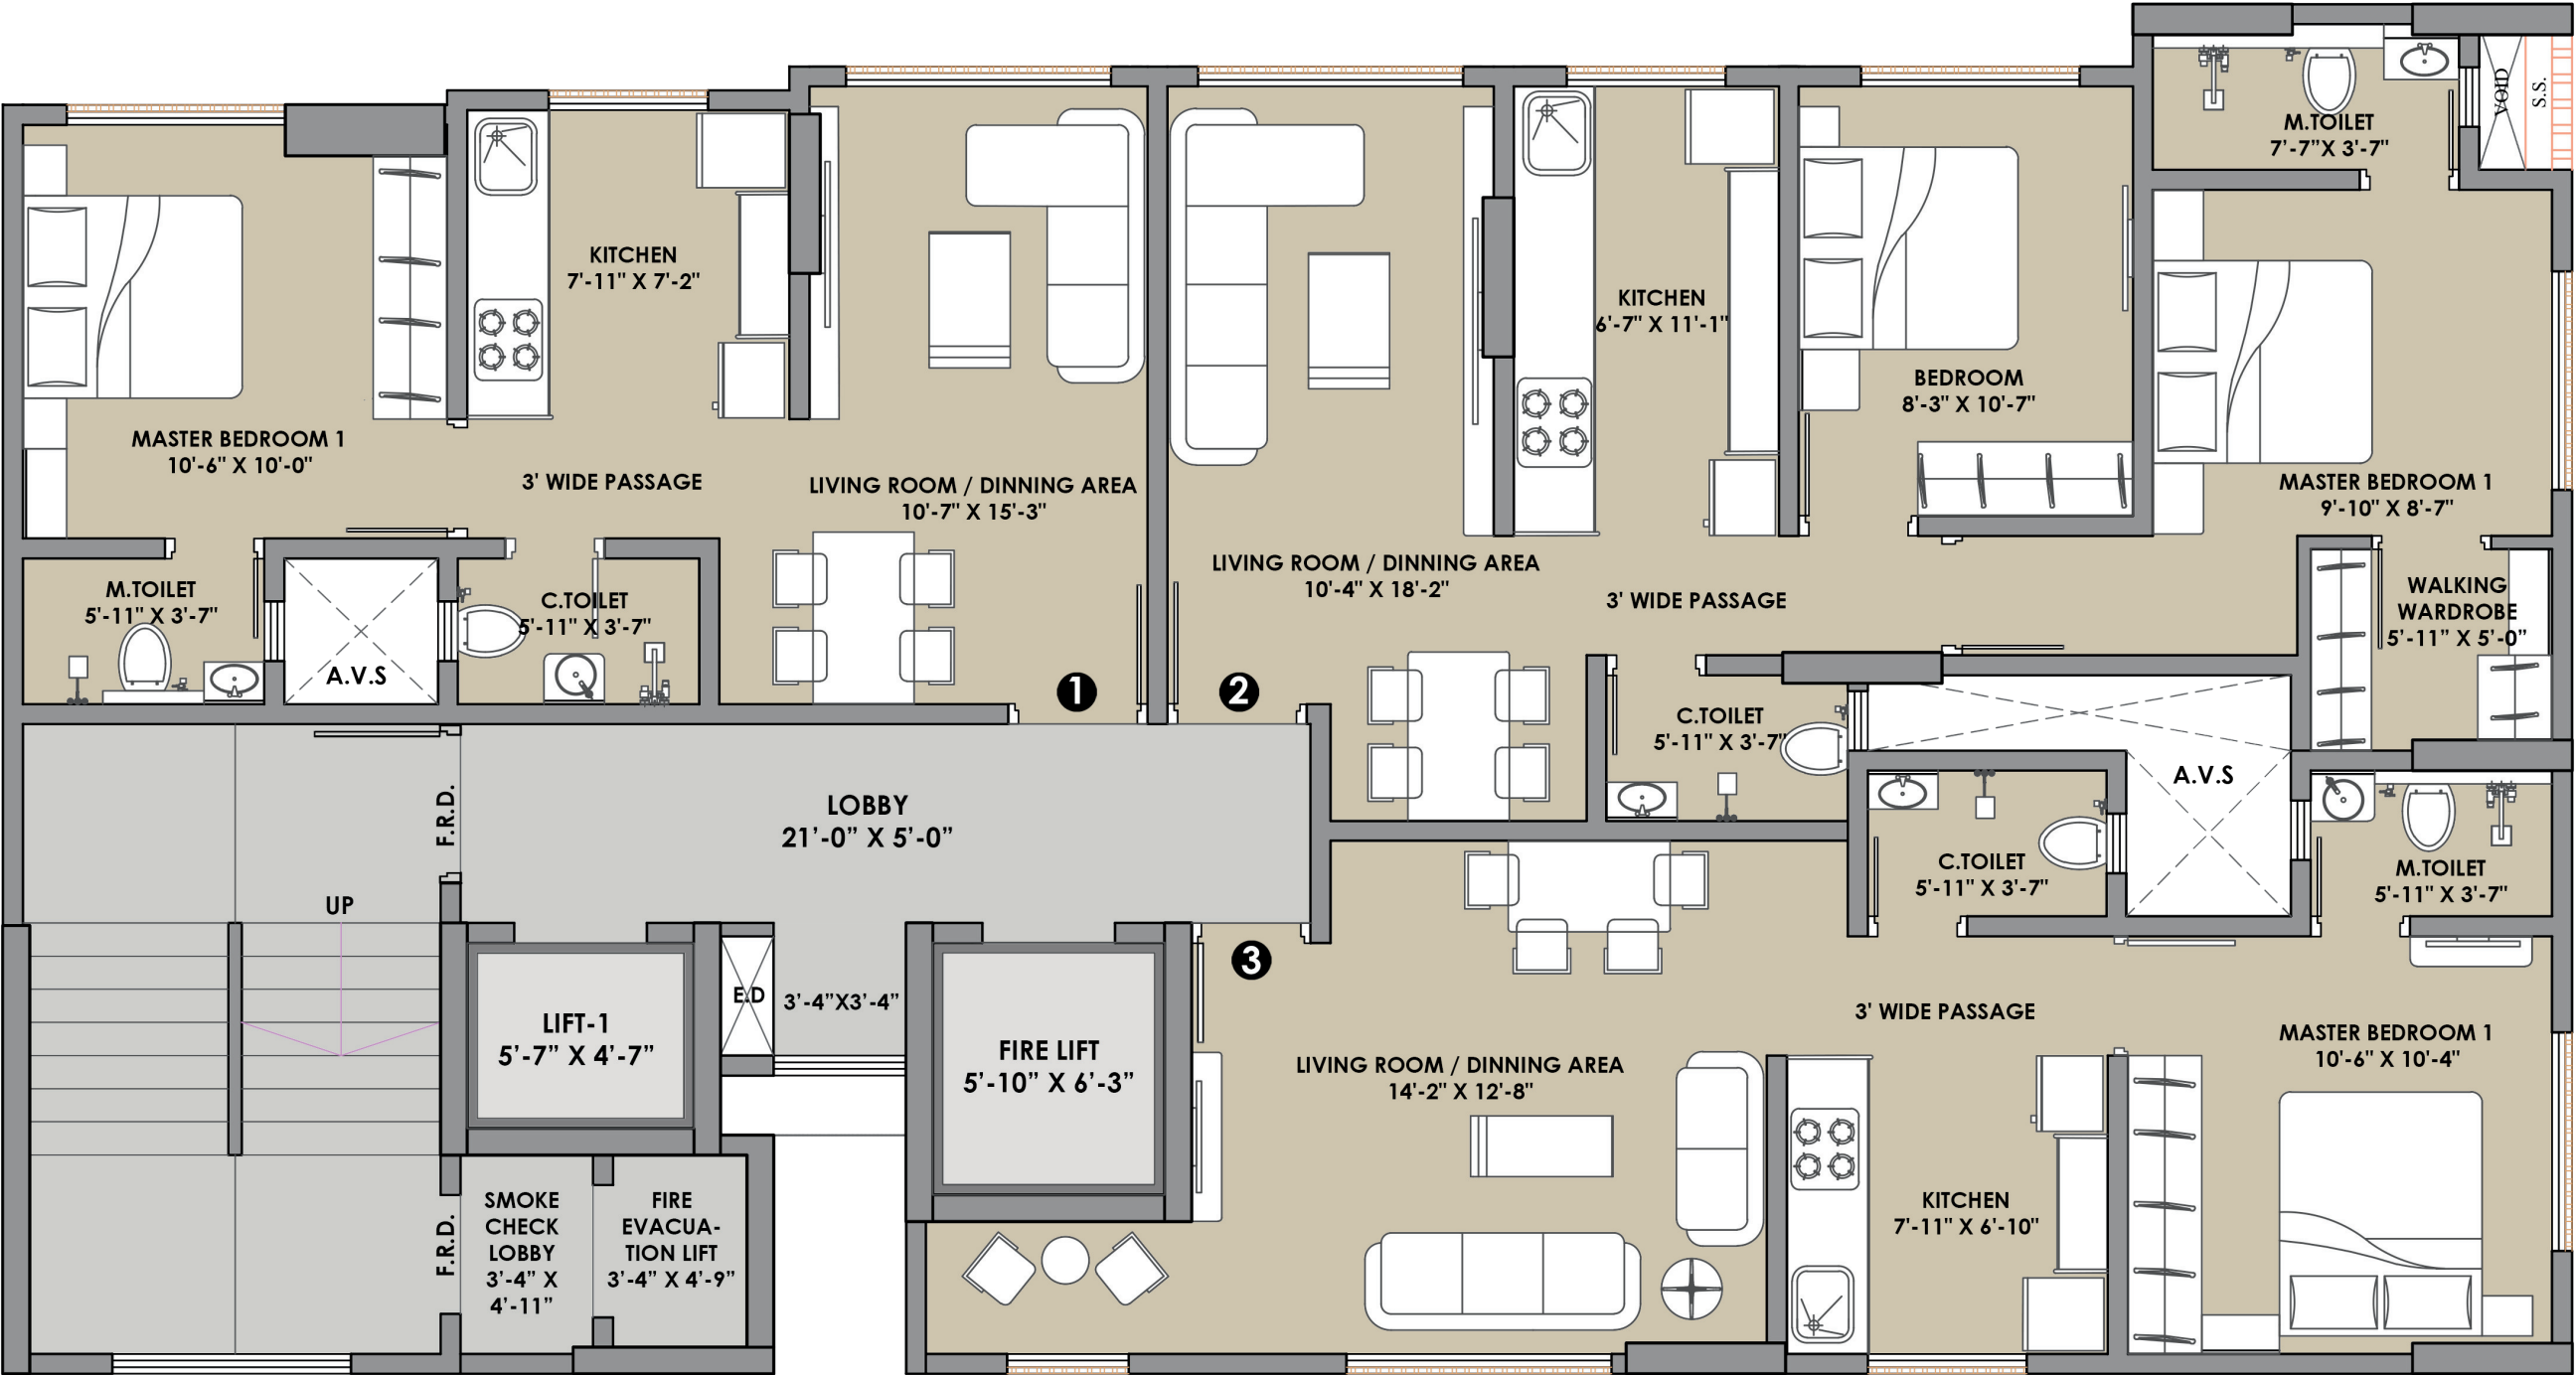 M.TOILET
7'-7"X 3'-7"
VOID
S.S.
KITCHEN
7'-11" X 7'-2"
KITCHEN
6'-7" X 11'-1"
BEDROOM
8'-3" X 10'-7"
MASTER BEDROOM 1
10'-6" X 10'-0"
3' WIDE PASSAGE
LIVING ROOM / DINNING AREA
10'-7" X 15'-3"
MASTER BEDROOM 1
9'-10" X 8'-7"
LIVING ROOM / DINNING AREA
10'-4" X 18'-2"
3' WIDE PASSAGE
WALKING
WARDROBE
5'-11" X 5'-0"
M.TOILET
5'-11" X 3'-7"
A.V.S
C.TOILET
5'-11" X 3'-7"
1
2
C.TOILET
5'-11" X 3'-7"
A.V.S
F.R.D.
LOBBY
21'-0" X 5'-0"
C.TOILET
5'-11" X 3'-7"
M.TOILET
5'-11" X 3'-7"
UP
3
E.D
3'-4"X3'-4"
LIFT-1
5'-7" X 4'-7"
FIRE LIFT
5'-10" X 6'-3"
3' WIDE PASSAGE
LIVING ROOM / DINNING AREA
14'-2" X 12'-8"
MASTER BEDROOM 1
10'-6" X 10'-4"
F.R.D.
SMOKE
CHECK
LOBBY
3'-4" X
4'-11"
FIRE
EVACUA-
TION LIFT
3'-4" X 4'-9"
KITCHEN
7'-11" X 6'-10"